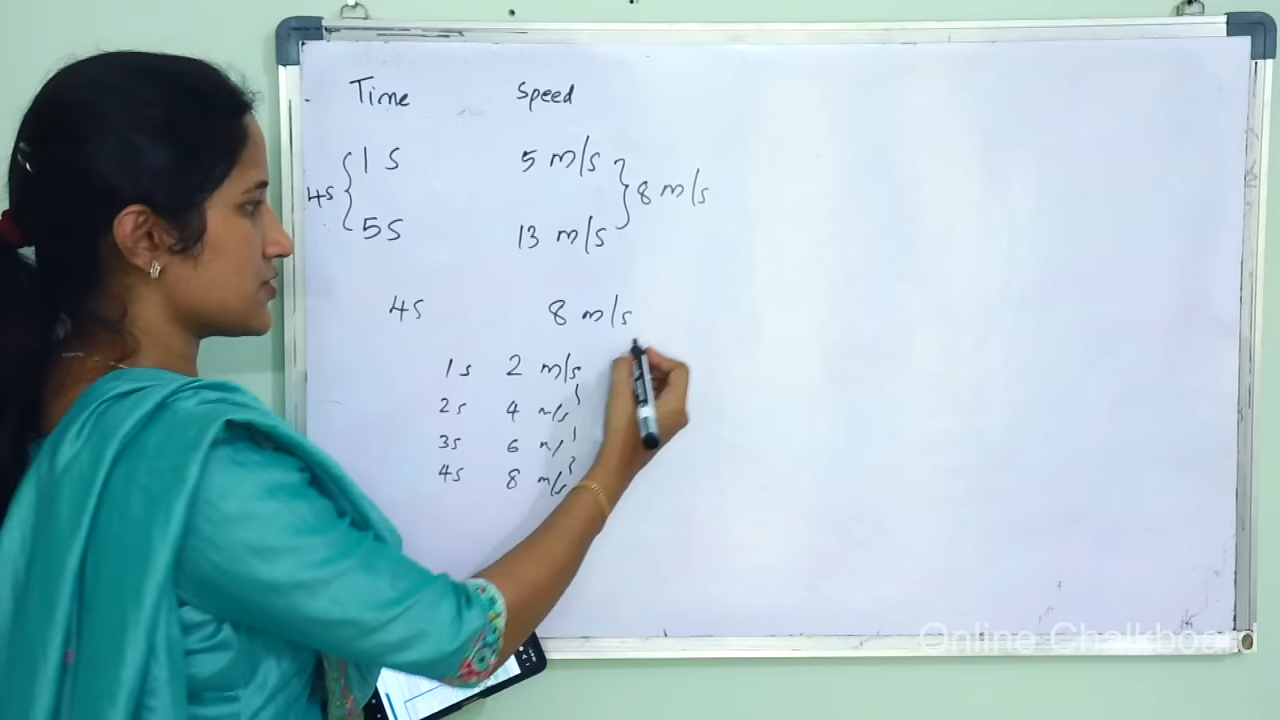 Time Speed
4s { 1 s 5 m/s } 8 m/s
5s 13 m/s
4s 8 m/s
1s 2 m/s
2s 4 m/s
3s 6 m/
4s 8 m/s
Online Chalkboard